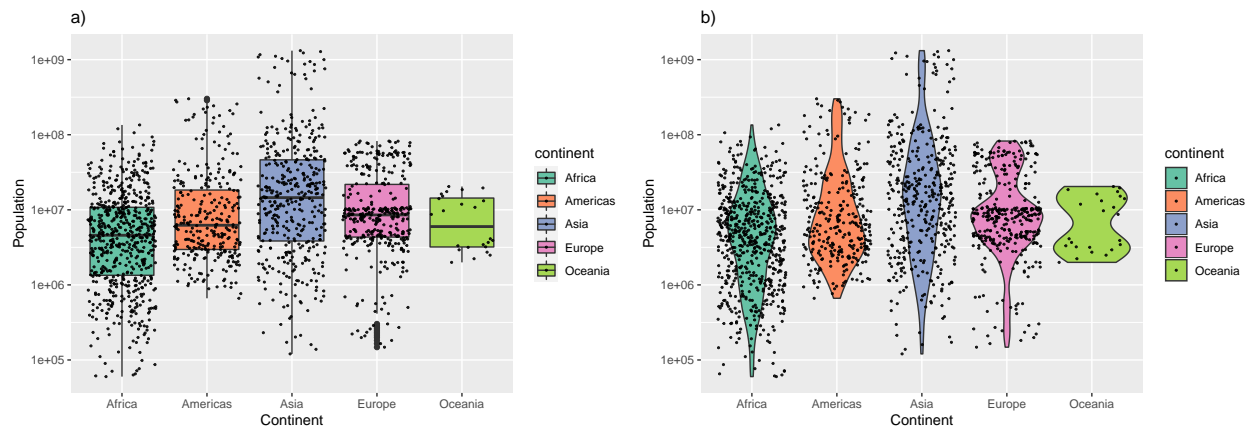 a)
1e+09
1e+08
1e+07
1e+06
1e+05
Population
Africa Americas Asia Europe Oceania
Continent
continent
Africa
Americas
Asia
Europe
Oceania
b)
1e+09
1e+08
1e+07
1e+06
1e+05
Population
Africa Americas Asia Europe Oceania
Continent
continent
Africa
Americas
Asia
Europe
Oceania